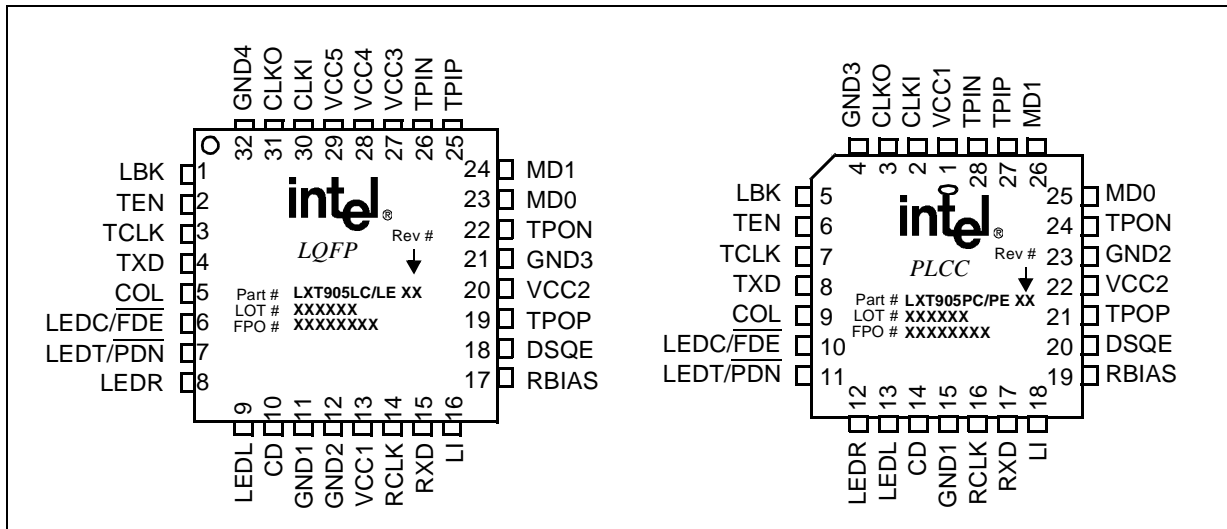 GND4
CLKO
CLKI
VCC5
VCC4
VCC3
TPIN
TPIP
32
31
30
29
28
27
26
25
LBK 1
TEN 2
TCLK 3
TXD 4
COL 5
LEDC/FDE 6
LEDT/PDN 7
LEDR 8
24 MD1
23 MD0
22 TPON
21 GND3
20 VCC2
19 TPOP
18 DSQE
17 RBIAS
intel®
LQFP
Rev #
Part # LXT905LC/LE XX
LOT # XXXXXX
FPO # XXXXXXXX
9
10
11
12
13
14
15
16
LEDL
CD
GND1
GND2
VCC1
RCLK
RXD
LI
GND3
CLKO
CLKI
VCC1
TPIN
TPIP
MD1
4
3
2
1
28
27
26
LBK 5
TEN 6
TCLK 7
TXD 8
COL 9
LEDC/FDE 10
LEDT/PDN 11
25 MD0
24 TPON
23 GND2
22 VCC2
21 TPOP
20 DSQE
19 RBIAS
intel®
PLCC
Rev #
Part # LXT905PC/PE XX
LOT # XXXXXX
FPO # XXXXXXXX
12
13
14
15
16
17
18
LEDR
LEDL
CD
GND1
RCLK
RXD
LI